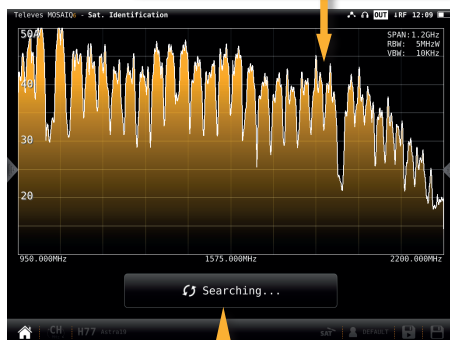 Televes MOSAIQ6 - Sat. Identification OUT ↓RF 12:09
SPAN:1.2GHz
RBW: 5MHzW
VBW: 10KHz
40
30
20
950.000MHz 1575.000MHz 2200.000MHz
Searching...
CH H77 Astra1D SAT DEFAULT